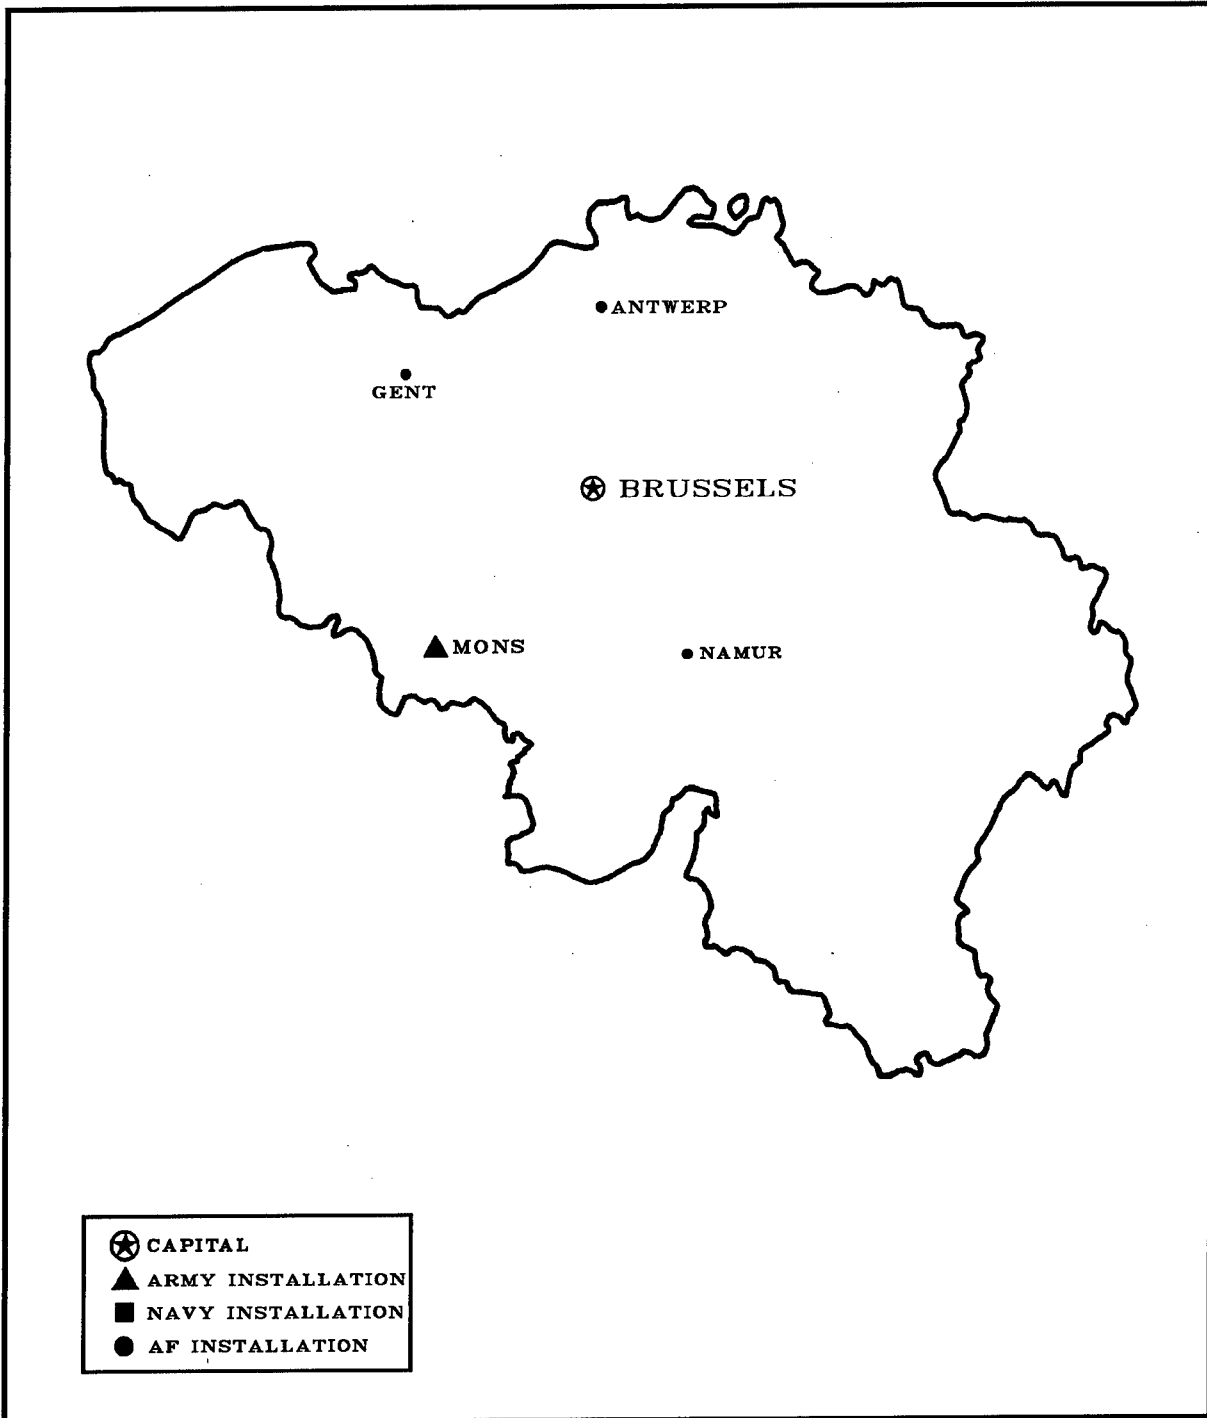 ANTWERP
GENT
BRUSSELS
MONS
NAMUR
CAPITAL
ARMY INSTALLATION
NAVY INSTALLATION
AF INSTALLATION